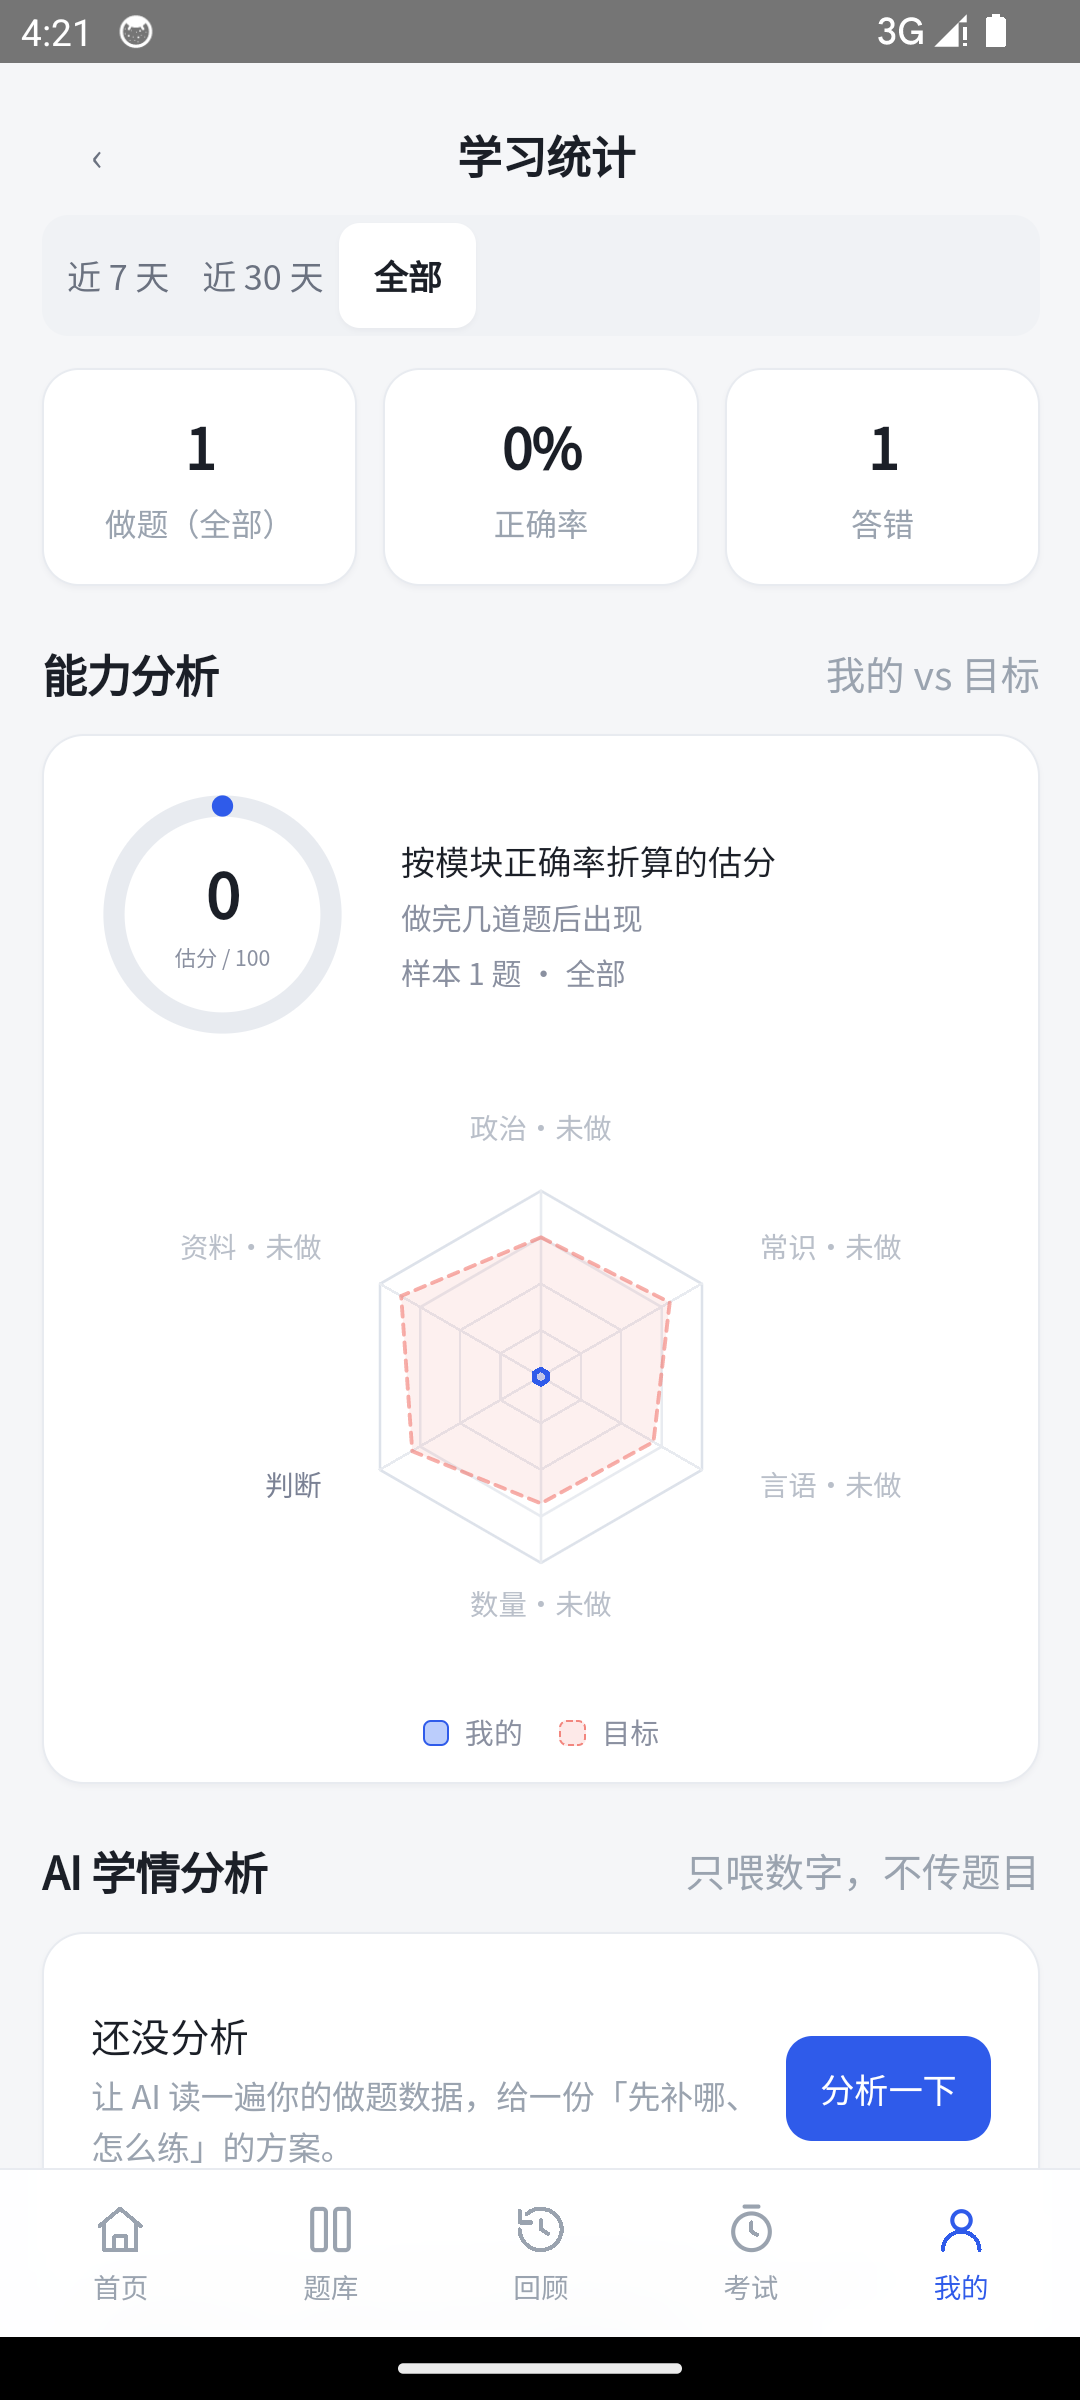 4:21
3G
‹
学习统计
近 7 天
近 30 天
全部
1
做题（全部）
0%
正确率
1
答错
能力分析
我的 vs 目标
0
估分 / 100
按模块正确率折算的估分
做完几道题后出现
样本 1 题 · 全部
政治·未做
资料·未做
常识·未做
判断
言语·未做
数量·未做
我的
目标
AI 学情分析
只喂数字，不传题目
还没分析
让 AI 读一遍你的做题数据，给一份「先补哪、
怎么练」的方案。
分析一下
首页
题库
回顾
考试
我的